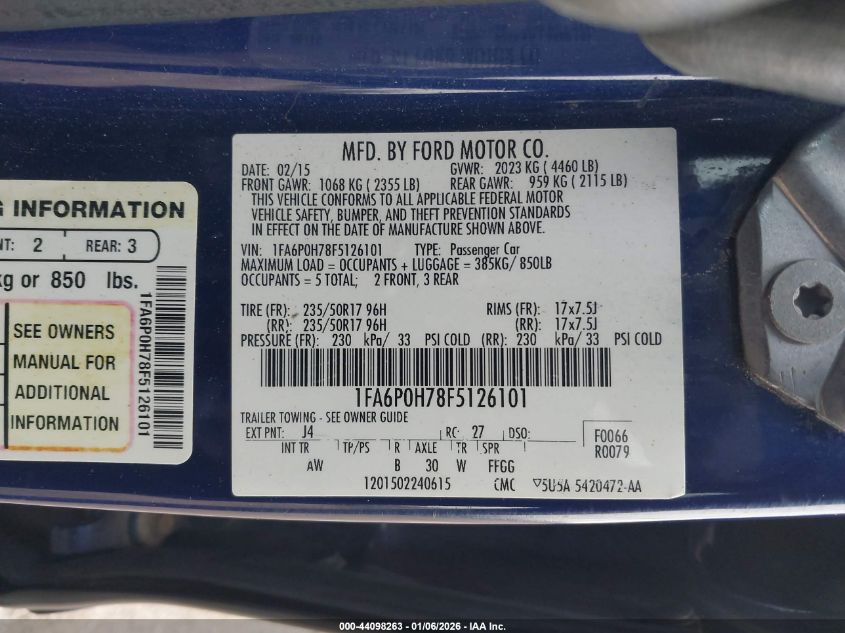 G INFORMATION
NT: 2 REAR: 3
kg or 850 lbs.
SEE OWNERS
MANUAL FOR
ADDITIONAL
INFORMATION
1FA6P0H78F5126101
MFD. BY FORD MOTOR CO.
DATE: 02/15 GVWR: 2023 KG ( 4460 LB)
FRONT GAWR: 1068 KG ( 2355 LB) REAR GAWR: 959 KG ( 2115 LB)
THIS VEHICLE CONFORMS TO ALL APPLICABLE FEDERAL MOTOR
VEHICLE SAFETY, BUMPER, AND THEFT PREVENTION STANDARDS
IN EFFECT ON THE DATE OF MANUFACTURE SHOWN ABOVE.
VIN: 1FA6P0H78F5126101 TYPE: Passenger Car
MAXIMUM LOAD = OCCUPANTS + LUGGAGE = 385KG/ 850LB
OCCUPANTS = 5 TOTAL; 2 FRONT, 3 REAR
TIRE (FR): 235/50R17 96H RIMS (FR): 17x7.5J
(RR): 235/50R17 96H (RR): 17x7.5J
PRESSURE(FR): 230 kPa/ 33 PSI COLD (RR): 230 kPa/ 33 PSI COLD
1FA6P0H78F5126101
TRAILER TOWING - SEE OWNER GUIDE
EXT PNT: J4 RC: 27 DSO: F0066
INT TR TP/PS R AXLE TR SPR R0079
AW B 30 W FFGG
1201502240615 CMC ▽5U5A 5420472-AA
000-44098263 - 01/06/2026 - IAA Inc.